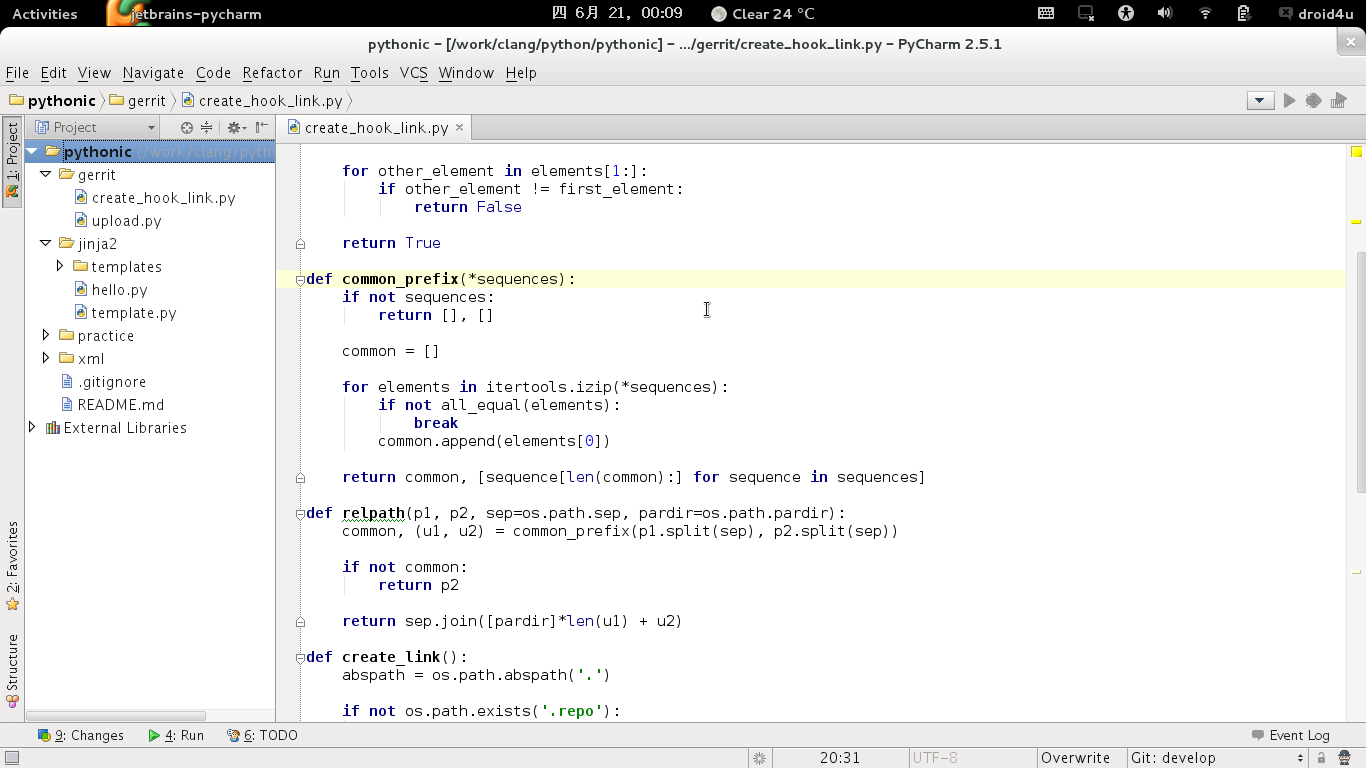 Activities jetbrains-pycharm 四 6月 21, 00:09 Clear 24 °C droid4u
pythonic – [/work/clang/python/pythonic] – .../gerrit/create_hook_link.py – PyCharm 2.5.1
File Edit View Navigate Code Refactor Run Tools VCS Window Help
pythonic gerrit create_hook_link.py
1: Project
2: Favorites
Structure
Project
pythonic (/work/clang/pyth
gerrit
create_hook_link.py
upload.py
jinja2
templates
hello.py
template.py
practice
xml
.gitignore
README.md
External Libraries
create_hook_link.py
for other_element in elements[1:]:
if other_element != first_element:
return False
return True
def common_prefix(*sequences):
if not sequences:
return [], []
common = []
for elements in itertools.izip(*sequences):
if not all_equal(elements):
break
common.append(elements[0])
return common, [sequence[len(common):] for sequence in sequences]
def relpath(p1, p2, sep=os.path.sep, pardir=os.path.pardir):
common, (u1, u2) = common_prefix(p1.split(sep), p2.split(sep))
if not common:
return p2
return sep.join([pardir]*len(u1) + u2)
def create_link():
abspath = os.path.abspath('.')
if not os.path.exists('.repo'):
9: Changes 4: Run 6: TODO Event Log
20:31 UTF-8 Overwrite Git: develop